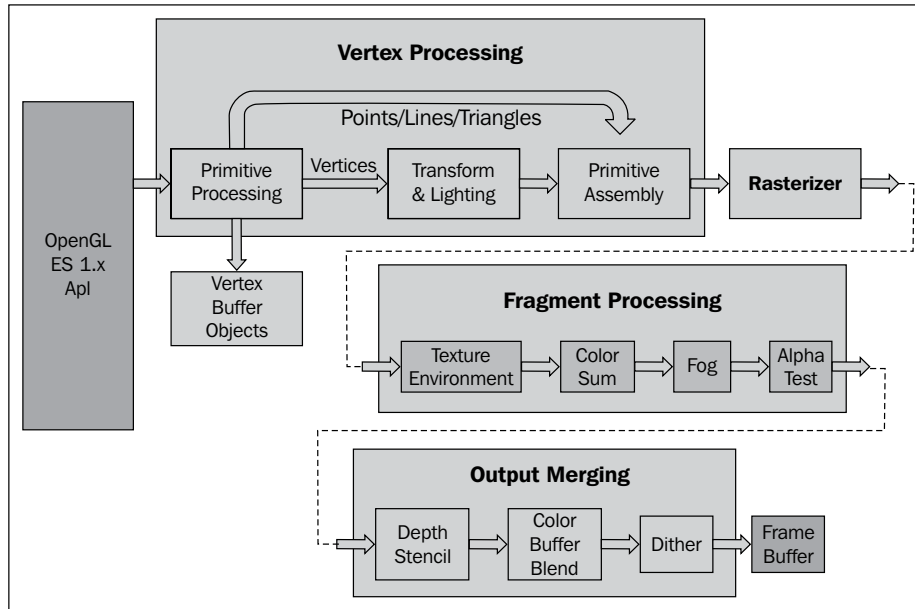 Vertex Processing
Points/Lines/Triangles
Primitive
Processing
Vertices
Transform
& Lighting
Primitive
Assembly
Rasterizer
OpenGL
ES 1.x
ApI
Vertex
Buffer
Objects
Fragment Processing
Texture
Environment
Color
Sum
Fog
Alpha
Test
Output Merging
Depth
Stencil
Color
Buffer
Blend
Dither
Frame
Buffer